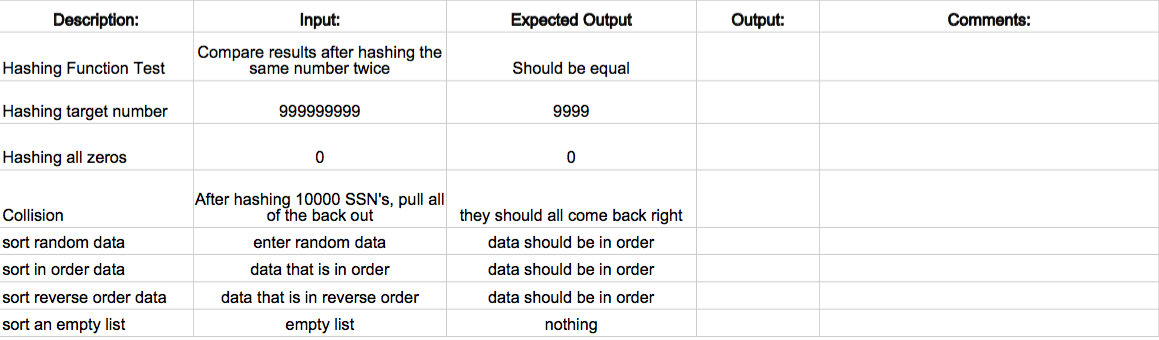 Description: Input: Expected Output Output: Comments:
Compare results after hashing the
Hashing Function Test same number twice Should be equal
Hashing target number 999999999 9999
Hashing all zeros 0 0
After hashing 10000 SSN's, pull all
Collision of the back out they should all come back right
sort random data enter random data data should be in order
sort in order data data that is in order data should be in order
sort reverse order data data that is in reverse order data should be in order
sort an empty list empty list nothing